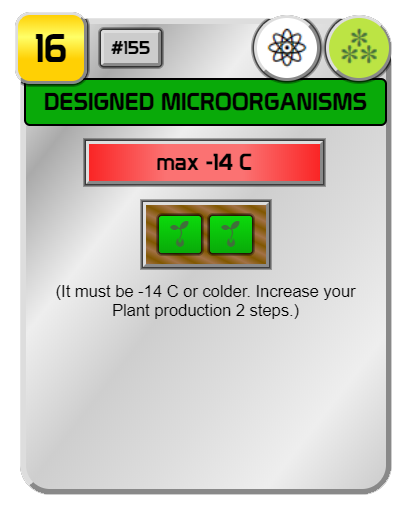 16
#155
DESIGNED MICROORGANISMS
max -14 C
(It must be -14 C or colder. Increase your
Plant production 2 steps.)